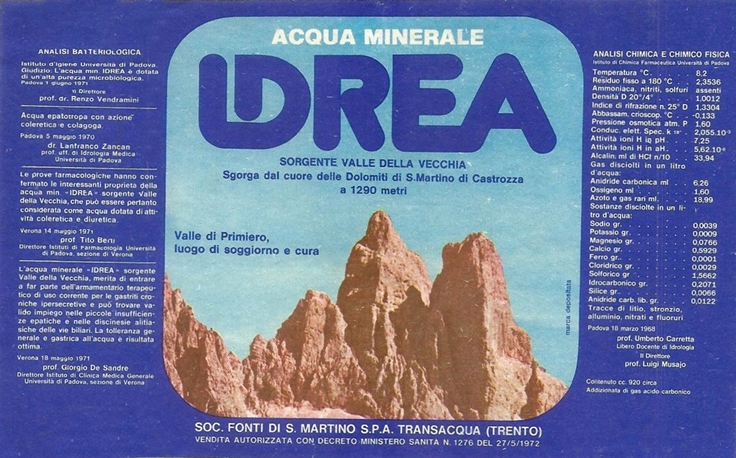 ANALISI BATTERIOLOGICA
Istituto d'Igiene Università di Padova.
Giudizio: L'acqua min. IDREA è dotata
di un'alta purezza microbiologica.
Padova 1 giugno 1971
Il Direttore
prof. dr. Renzo Vendramini
Acqua epatotropa con azione
coleretica e colagoga.
Padova 5 maggio 1970
dr. Lanfranco Zancan
prof. uff. di Idrologia Medica
Università di Padova
Le prove farmacologiche hanno con-
fermato le interessanti proprietà della
acqua min. «IDREA» sorgente Valle
della Vecchia, che può essere pertanto
considerata come acqua dotata di atti-
vità coleretica e diuretica.
Verona 14 maggio 1971
prof. Tito Berti
Direttore Istituto di Farmacologia Università
di Padova, sezione di Verona
L'acqua minerale «IDREA» sorgente
Valle della Vecchia, merita di entrare
a far parte dell'armamentario terapeu-
tico di uso corrente per le gastriti cro-
niche ipersecretive e può trovare va-
lido impiego nelle piccole insufficien-
ze epatiche e nelle discinesie alitia-
siche delle vie biliari. La tolleranza ge-
nerale e gastrica all'acqua è risultata
ottima.
Verona 18 maggio 1971
prof. Giorgio De Sandre
Direttore Istituto di Clinica Medica Generale
Università di Padova, sezione di Verona
ACQUA MINERALE
IDREA
SORGENTE VALLE DELLA VECCHIA
Sgorga dal cuore delle Dolomiti di S.Martino di Castrozza
a 1290 metri
Valle di Primiero,
luogo di soggiorno e cura
marca depositata
SOC. FONTI DI S. MARTINO S.P.A. TRANSACQUA (TRENTO)
VENDITA AUTORIZZATA CON DECRETO MINISTERO SANITA N. 1276 DEL 27/5/1972
ANALISI CHIMICA E CHIMICO FISICA
Istituto di Chimica Farmaceutica Università di Padova
Temperatura °C . . . . 8,2
Residuo fisso a 180 °C . . . 2,3536
Ammoniaca, nitriti, solfuri assenti
Densità D 20°/4° . . . 1,0012
Indice di rifrazione n. 25° D 1,3304
Abbassam. crioscop. °C . -0,133
Pressione osmotica atm. P 1,60
Conduc. elett. Spec. k 18° . 2,055.10⁻³
Attività ioni H in pH . . . 7,25
Attività ioni H in aH . . . 5,62.10⁻⁸
Alcalin. ml di HCl n/10 . . 33,94
Gas disciolti in un litro
d'acqua:
Anidride carbonica ml . . 6,26
Ossigeno ml . . . 1,60
Azoto e gas rari ml . . . 18,99
Sostanze disciolte in un li-
tro d'acqua:
Sodio gr. . . . 0,0039
Potassio gr. . . . 0,0009
Magnesio gr. . . . 0,0766
Calcio gr. . . . 0,5929
Ferro gr. . . . 0,0001
Cloridrico gr. . . . 0,0029
Solforico gr . . . 1,5662
Idrocarbonico gr. . . . 0,2071
Silice gr. . . . 0,0066
Anidride carb. lib. gr. . . 0,0122
Tracce di litio, stronzio,
alluminio, nitrati e fluoruri
Padova 18 marzo 1968
prof. Umberto Carretta
Libero Docente di Idrologia
Il Direttore
prof. Luigi Musajo
Contenuto cc. 920 circa
Addizionata di gas acido carbonico